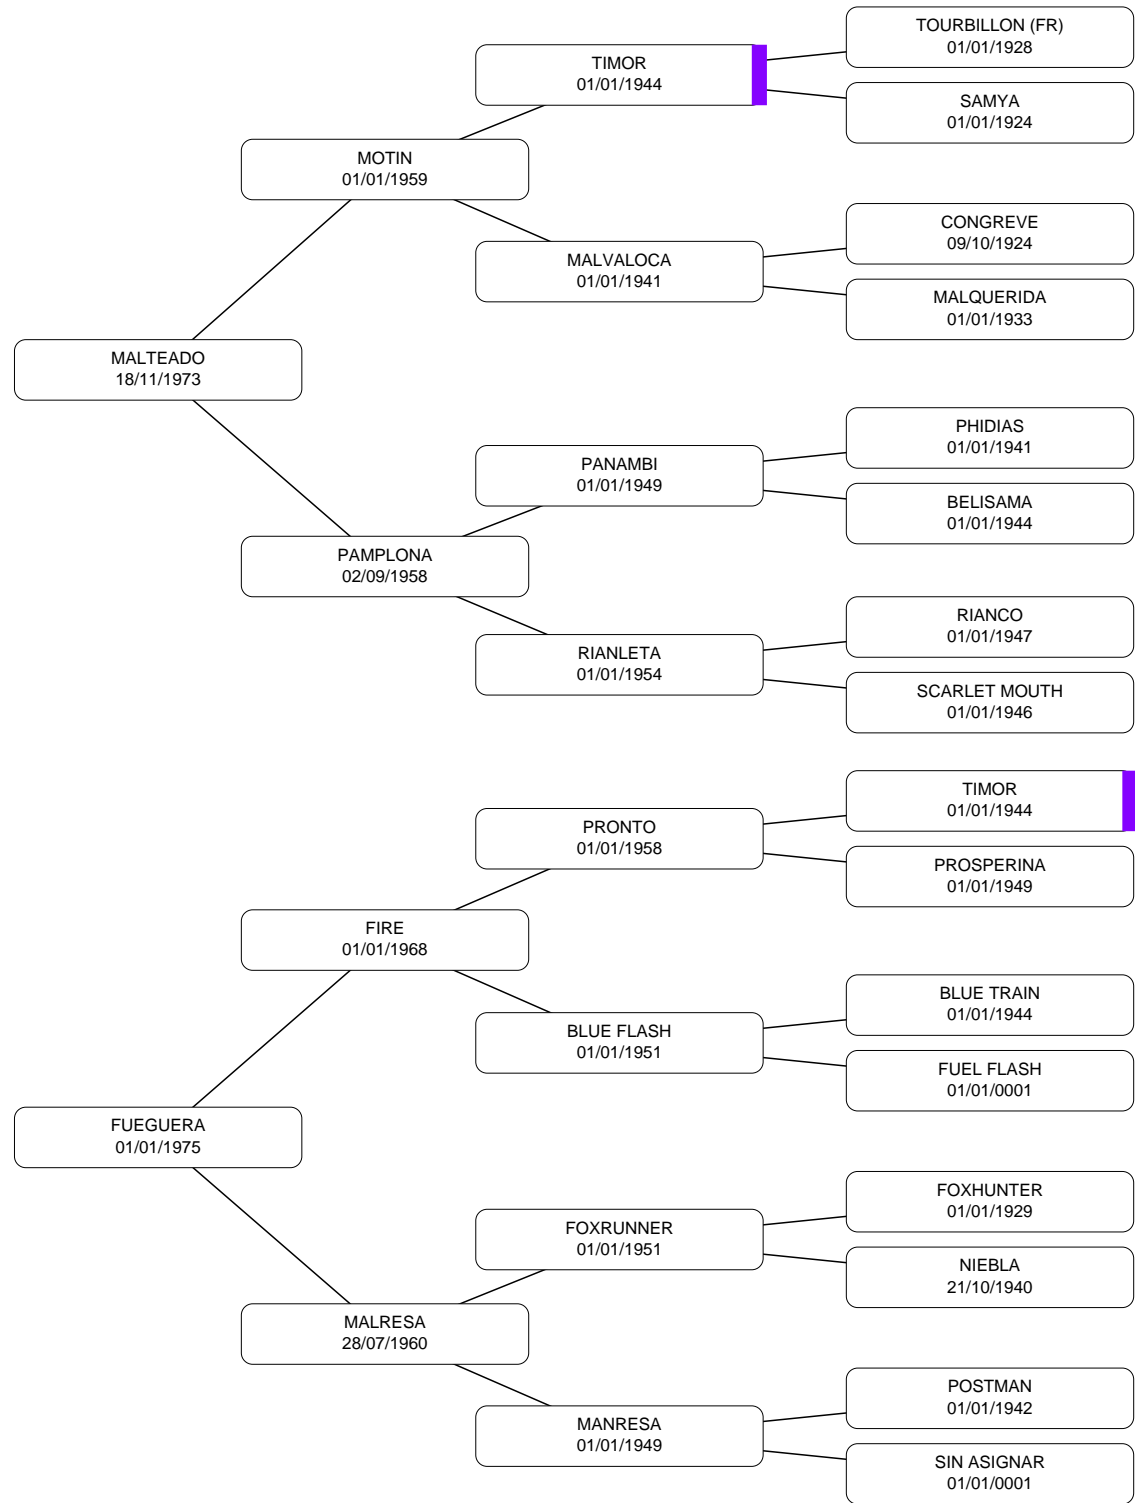 TOURBILLON (FR)
01/01/1928
TIMOR
01/01/1944
SAMYA
01/01/1924
MOTIN
01/01/1959
CONGREVE
09/10/1924
MALVALOCA
01/01/1941
MALQUERIDA
01/01/1933
MALTEADO
18/11/1973
PHIDIAS
01/01/1941
PANAMBI
01/01/1949
BELISAMA
01/01/1944
PAMPLONA
02/09/1958
RIANCO
01/01/1947
RIANLETA
01/01/1954
SCARLET MOUTH
01/01/1946
TIMOR
01/01/1944
PRONTO
01/01/1958
PROSPERINA
01/01/1949
FIRE
01/01/1968
BLUE TRAIN
01/01/1944
BLUE FLASH
01/01/1951
FUEL FLASH
01/01/0001
FUEGUERA
01/01/1975
FOXHUNTER
01/01/1929
FOXRUNNER
01/01/1951
NIEBLA
21/10/1940
MALRESA
28/07/1960
POSTMAN
01/01/1942
MANRESA
01/01/1949
SIN ASIGNAR
01/01/0001